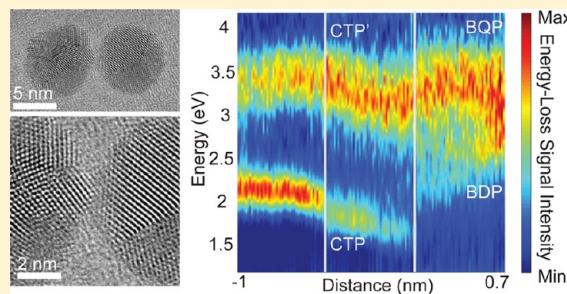 5 nm
2 nm
Energy (eV)
4
3.5
3
2.5
2
1.5
CTP'
BQP
CTP
BDP
-1
Distance (nm)
0.7
Max
Energy-Loss Signal Intensity
Min